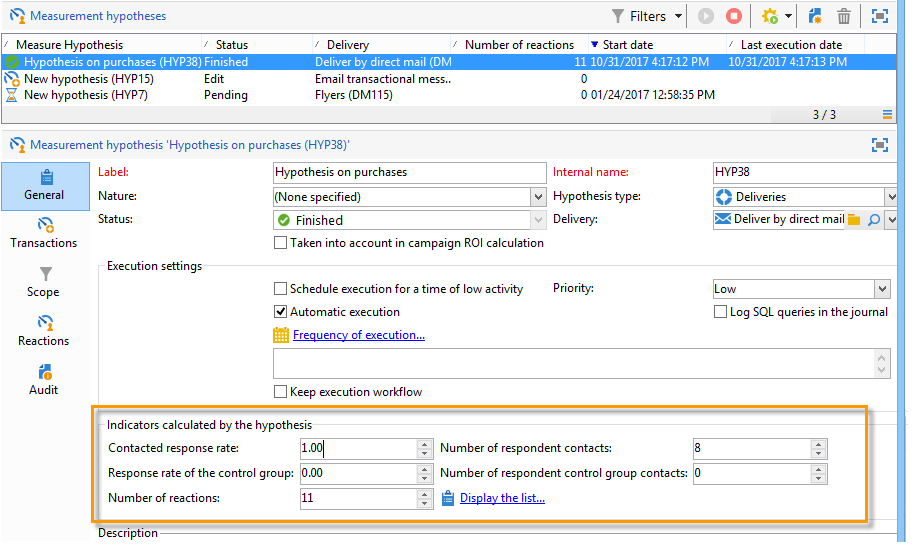 Measurement hypotheses
Filters
Measure Hypothesis Status Delivery Number of reactions Start date Last execution date
Hypothesis on purchases (HYP38) Finished Deliver by direct mail (DM 11 10/31/2017 4:17:12 PM 10/31/2017 4:17:13 PM
New hypothesis (HYP15) Edit Email transactional mess.. 0
New hypothesis (HYP7) Pending Flyers (DM115) 0 01/24/2017 12:58:35 PM
3 / 3
Measurement hypothesis 'Hypothesis on purchases (HYP38)'
General
Transactions
Scope
Reactions
Audit
Label: Hypothesis on purchases Internal name: HYP38
Nature: (None specified) Hypothesis type: Deliveries
Status: Finished Delivery: Deliver by direct mail
Taken into account in campaign ROI calculation
Execution settings
Schedule execution for a time of low activity Priority: Low
Automatic execution Log SQL queries in the journal
Frequency of execution...
Keep execution workflow
Indicators calculated by the hypothesis
Contacted response rate: 1.00 Number of respondent contacts: 8
Response rate of the control group: 0.00 Number of respondent control group contacts: 0
Number of reactions: 11 Display the list...
Description